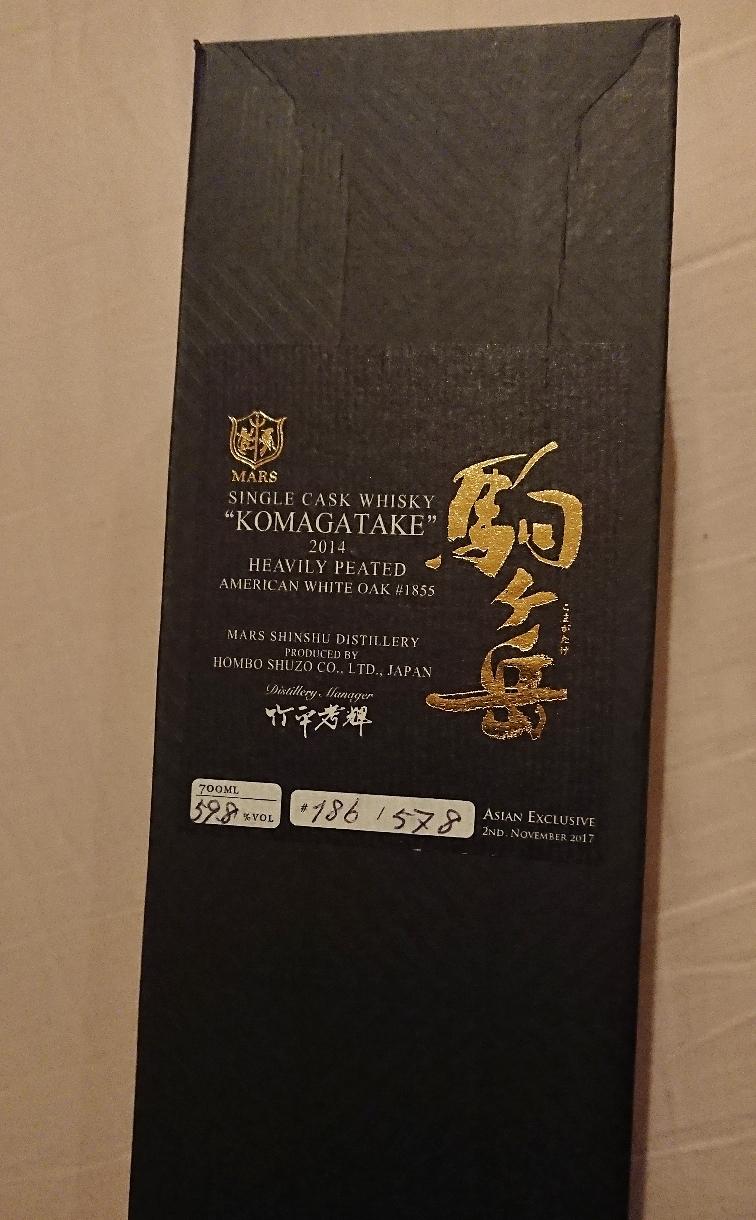 MARS
SINGLE CASK WHISKY
“KOMAGATAKE”
2014
HEAVILY PEATED
AMERICAN WHITE OAK #1855
駒ヶ岳
こまがたけ
MARS SHINSHU DISTILLERY
PRODUCED BY
HOMBO SHUZO CO., LTD., JAPAN
Distillery Manager
竹平考輝
700ML
59.8 %VOL
#186 / 578
ASIAN EXCLUSIVE
2ND. NOVEMBER 2017